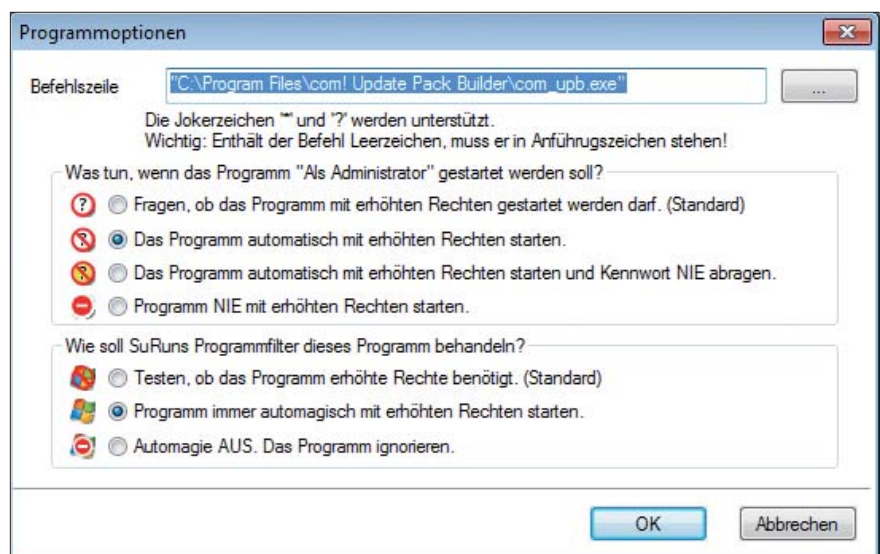 Programmoptionen
Befehlszeile "C:\Program Files\com! Update Pack Builder\com_upb.exe" ...
Die Jokerzeichen '*' und '?' werden unterstützt.
Wichtig: Enthält der Befehl Leerzeichen, muss er in Anführugszeichen stehen!
Was tun, wenn das Programm "Als Administrator" gestartet werden soll?
Fragen, ob das Programm mit erhöhten Rechten gestartet werden darf. (Standard)
Das Programm automatisch mit erhöhten Rechten starten.
Das Programm automatisch mit erhöhten Rechten starten und Kennwort NIE abragen.
Programm NIE mit erhöhten Rechten starten.
Wie soll SuRuns Programmfilter dieses Programm behandeln?
Testen, ob das Programm erhöhte Rechte benötigt. (Standard)
Programm immer automagisch mit erhöhten Rechten starten.
Automagie AUS. Das Programm ignorieren.
OK Abbrechen